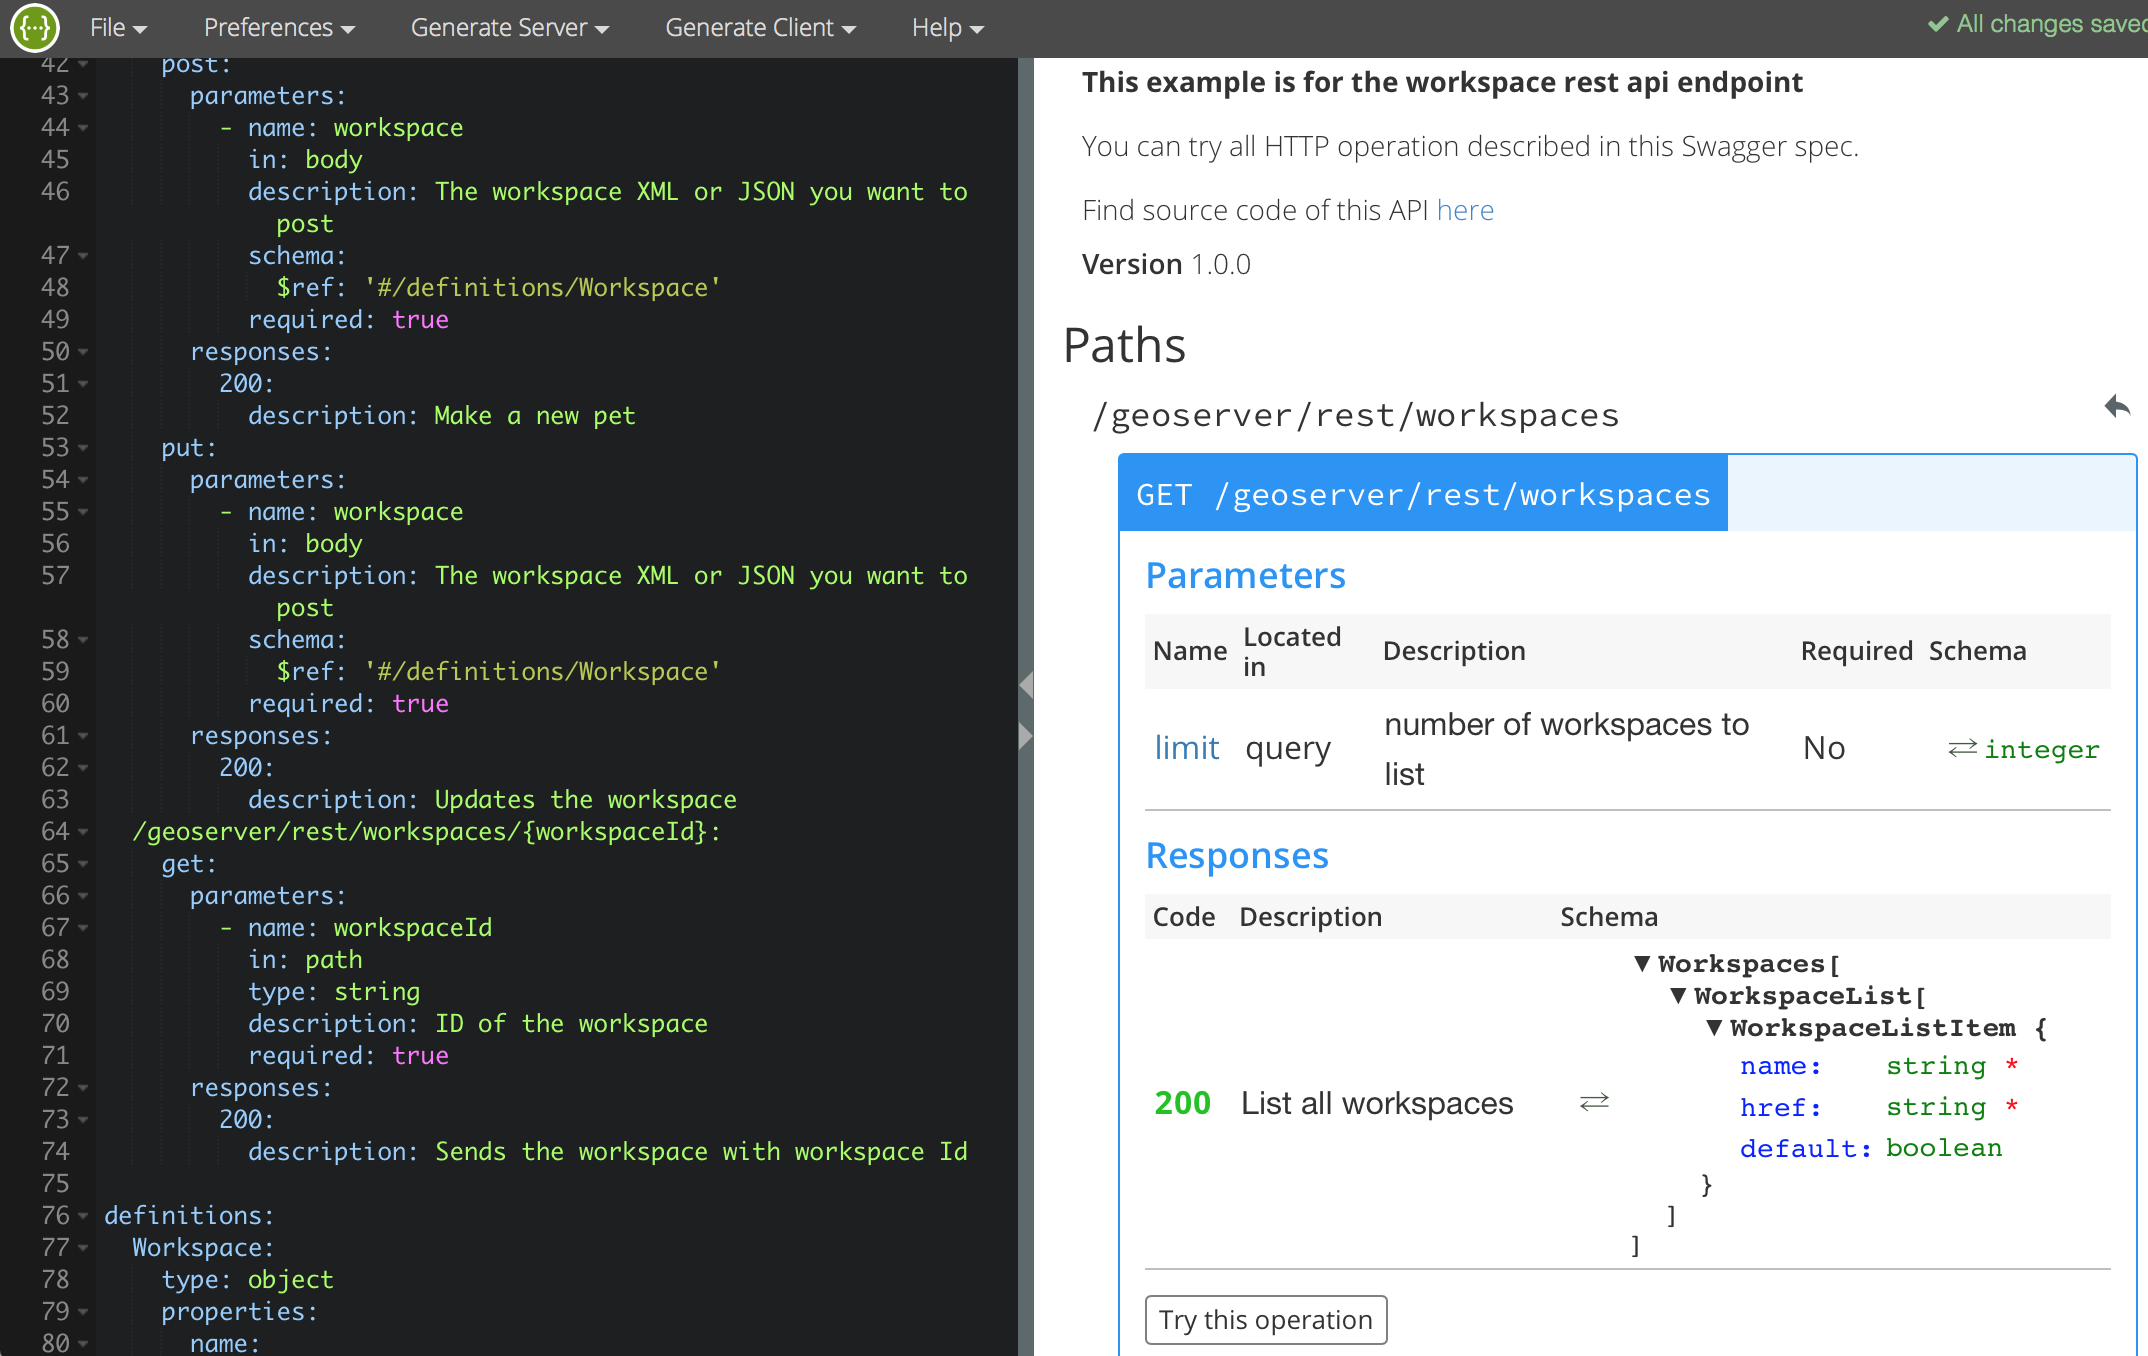 {···} File Preferences Generate Server Generate Client Help ✔ All changes saved
42 post:
43 parameters:
44 - name: workspace
45 in: body
46 description: The workspace XML or JSON you want to
post
47 schema:
48 $ref: '#/definitions/Workspace'
49 required: true
50 responses:
51 200:
52 description: Make a new pet
53 put:
54 parameters:
55 - name: workspace
56 in: body
57 description: The workspace XML or JSON you want to
post
58 schema:
59 $ref: '#/definitions/Workspace'
60 required: true
61 responses:
62 200:
63 description: Updates the workspace
64 /geoserver/rest/workspaces/{workspaceId}:
65 get:
66 parameters:
67 - name: workspaceId
68 in: path
69 type: string
70 description: ID of the workspace
71 required: true
72 responses:
73 200:
74 description: Sends the workspace with workspace Id
75
76 definitions:
77 Workspace:
78 type: object
79 properties:
80 name:
This example is for the workspace rest api endpoint
You can try all HTTP operation described in this Swagger spec.
Find source code of this API here
Version 1.0.0
Paths
/geoserver/rest/workspaces
GET /geoserver/rest/workspaces
Parameters
Name Located in Description Required Schema
limit query number of workspaces to list No ⇄ integer
Responses
Code Description Schema
200 List all workspaces ⇄
▼ Workspaces[
▼ WorkspaceList[
▼ WorkspaceListItem {
name: string *
href: string *
default: boolean
}
]
]
Try this operation